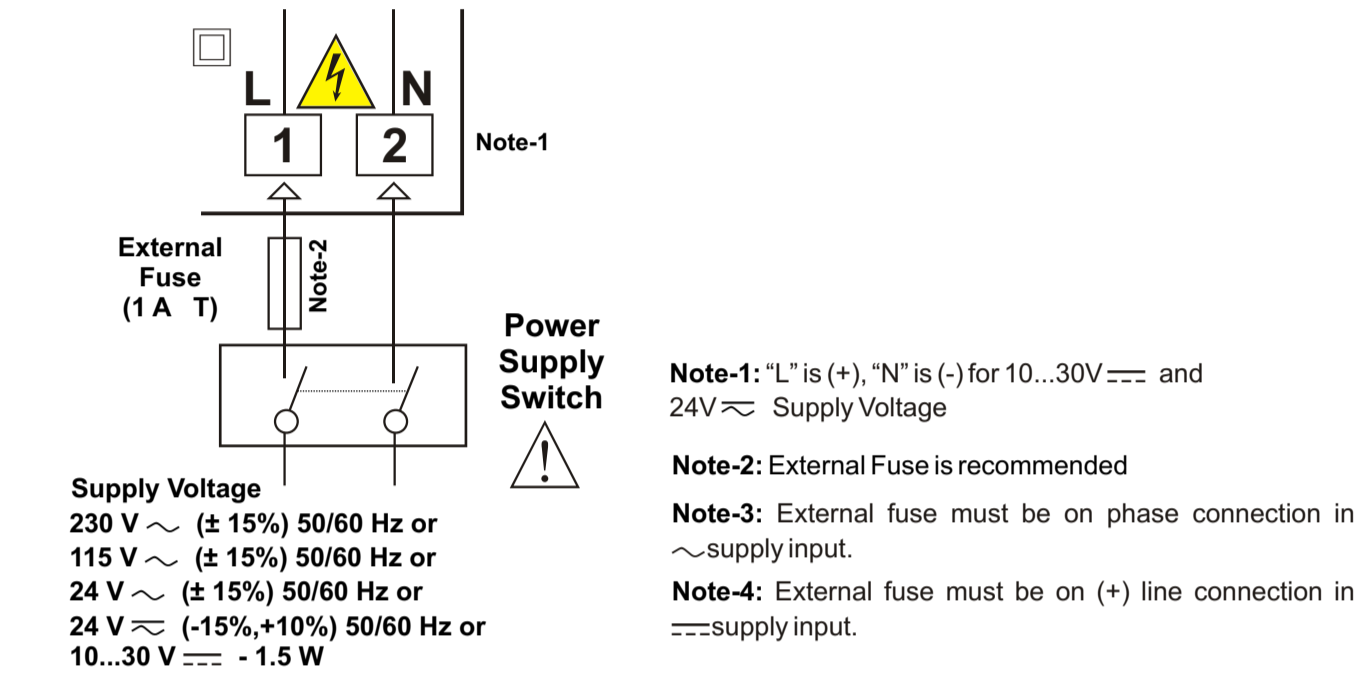 L N
1 2
Note-1
External
Fuse
(1 A T)
Note-2
Power
Supply
Switch
!
Supply Voltage
230 V ~ (± 15%) 50/60 Hz or
115 V ~ (± 15%) 50/60 Hz or
24 V ~ (± 15%) 50/60 Hz or
24 V ⏦ (-15%,+10%) 50/60 Hz or
10...30 V ⎓ - 1.5 W
Note-1: “L” is (+), “N” is (-) for 10...30V ⎓ and
24V ⏦ Supply Voltage
Note-2: External Fuse is recommended
Note-3: External fuse must be on phase connection in
~supply input.
Note-4: External fuse must be on (+) line connection in
⎓supply input.